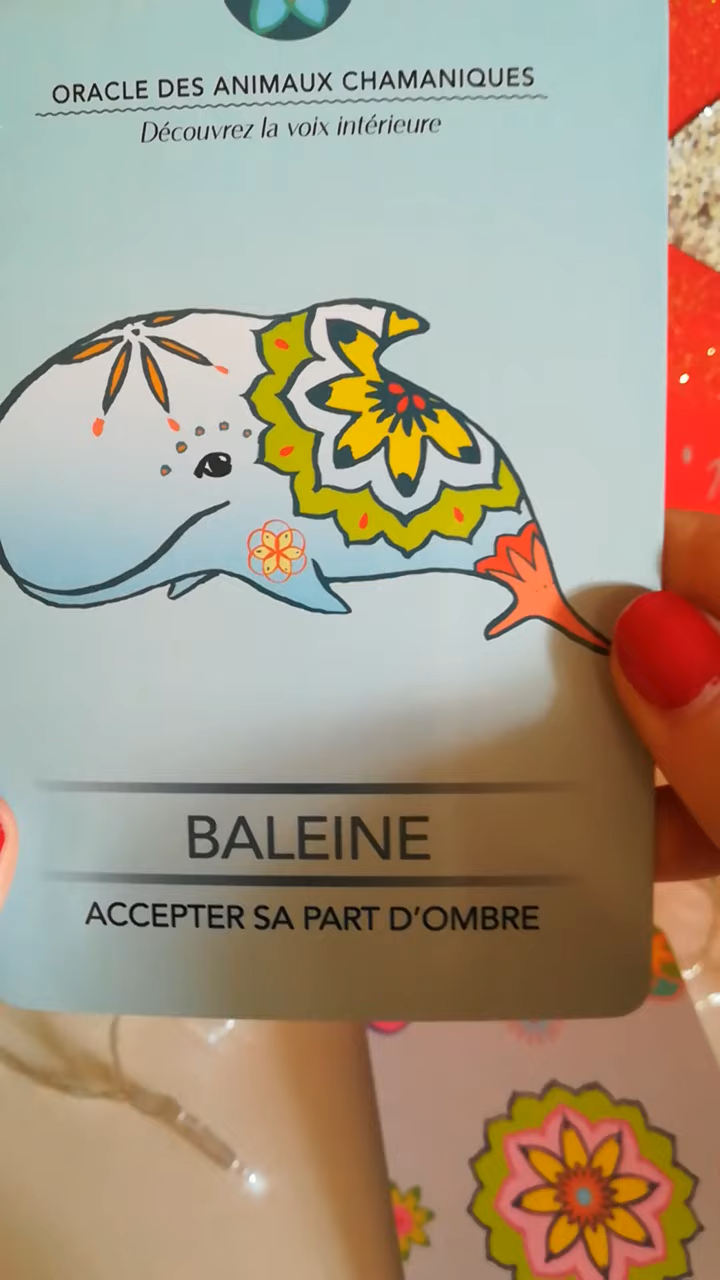 ORACLE DES ANIMAUX CHAMANIQUES
Découvrez la voix intérieure
BALEINE
ACCEPTER SA PART D'OMBRE